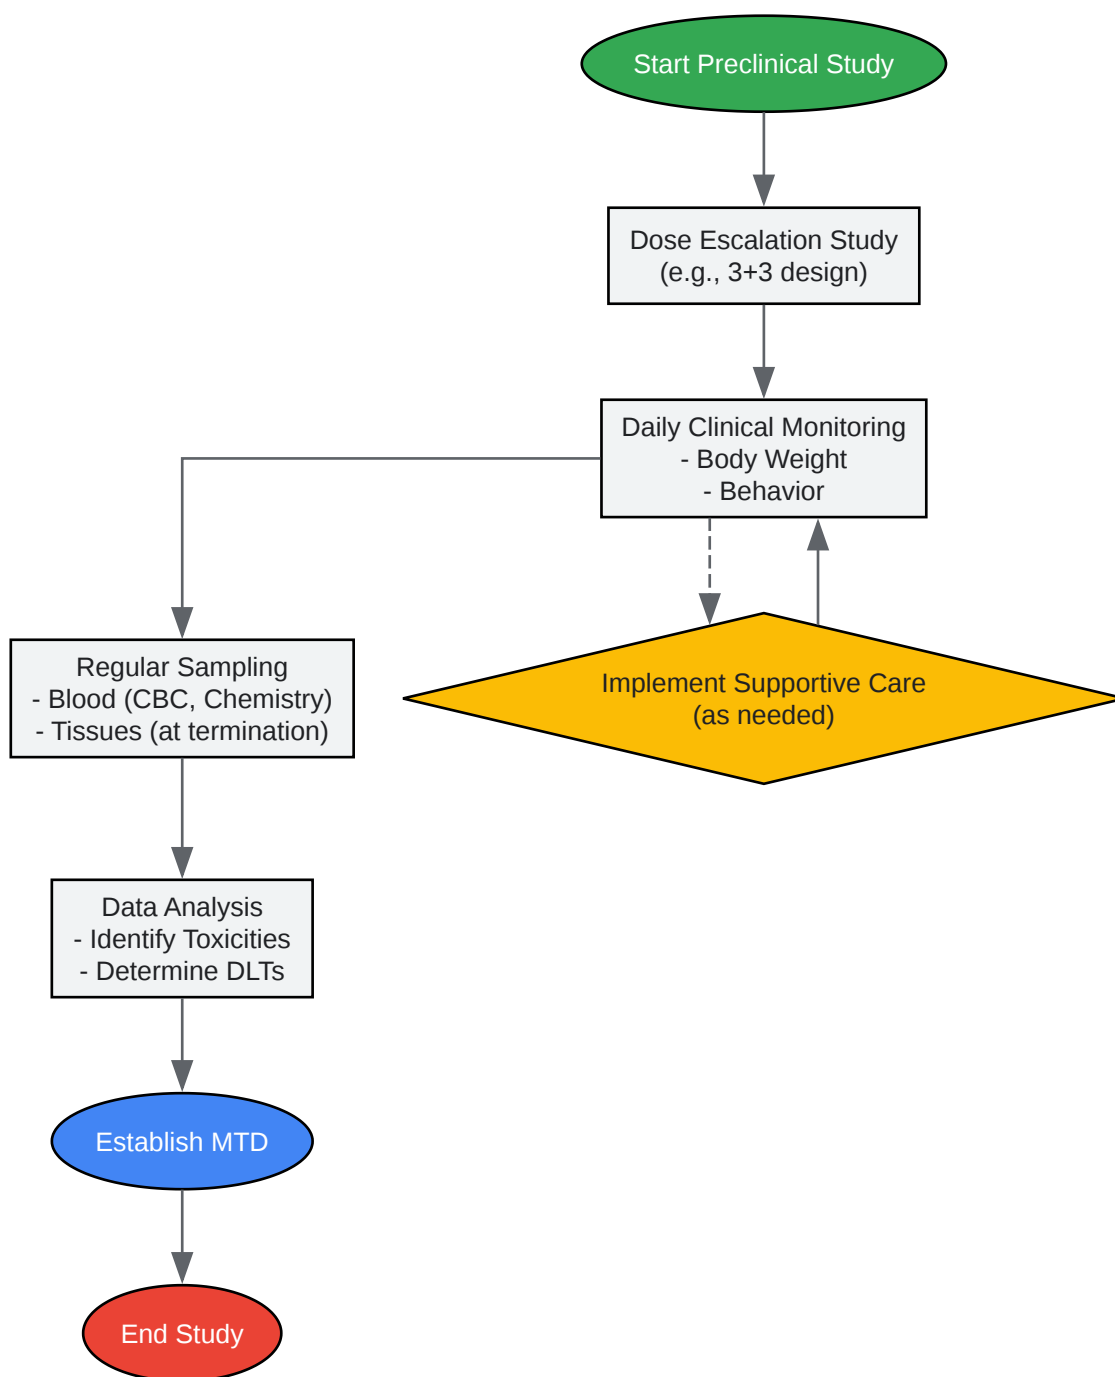 Start Preclinical Study
Dose Escalation Study
(e.g., 3+3 design)
Daily Clinical Monitoring
- Body Weight
- Behavior
Implement Supportive Care
(as needed)
Regular Sampling
- Blood (CBC, Chemistry)
- Tissues (at termination)
Data Analysis
- Identify Toxicities
- Determine DLTs
Establish MTD
End Study